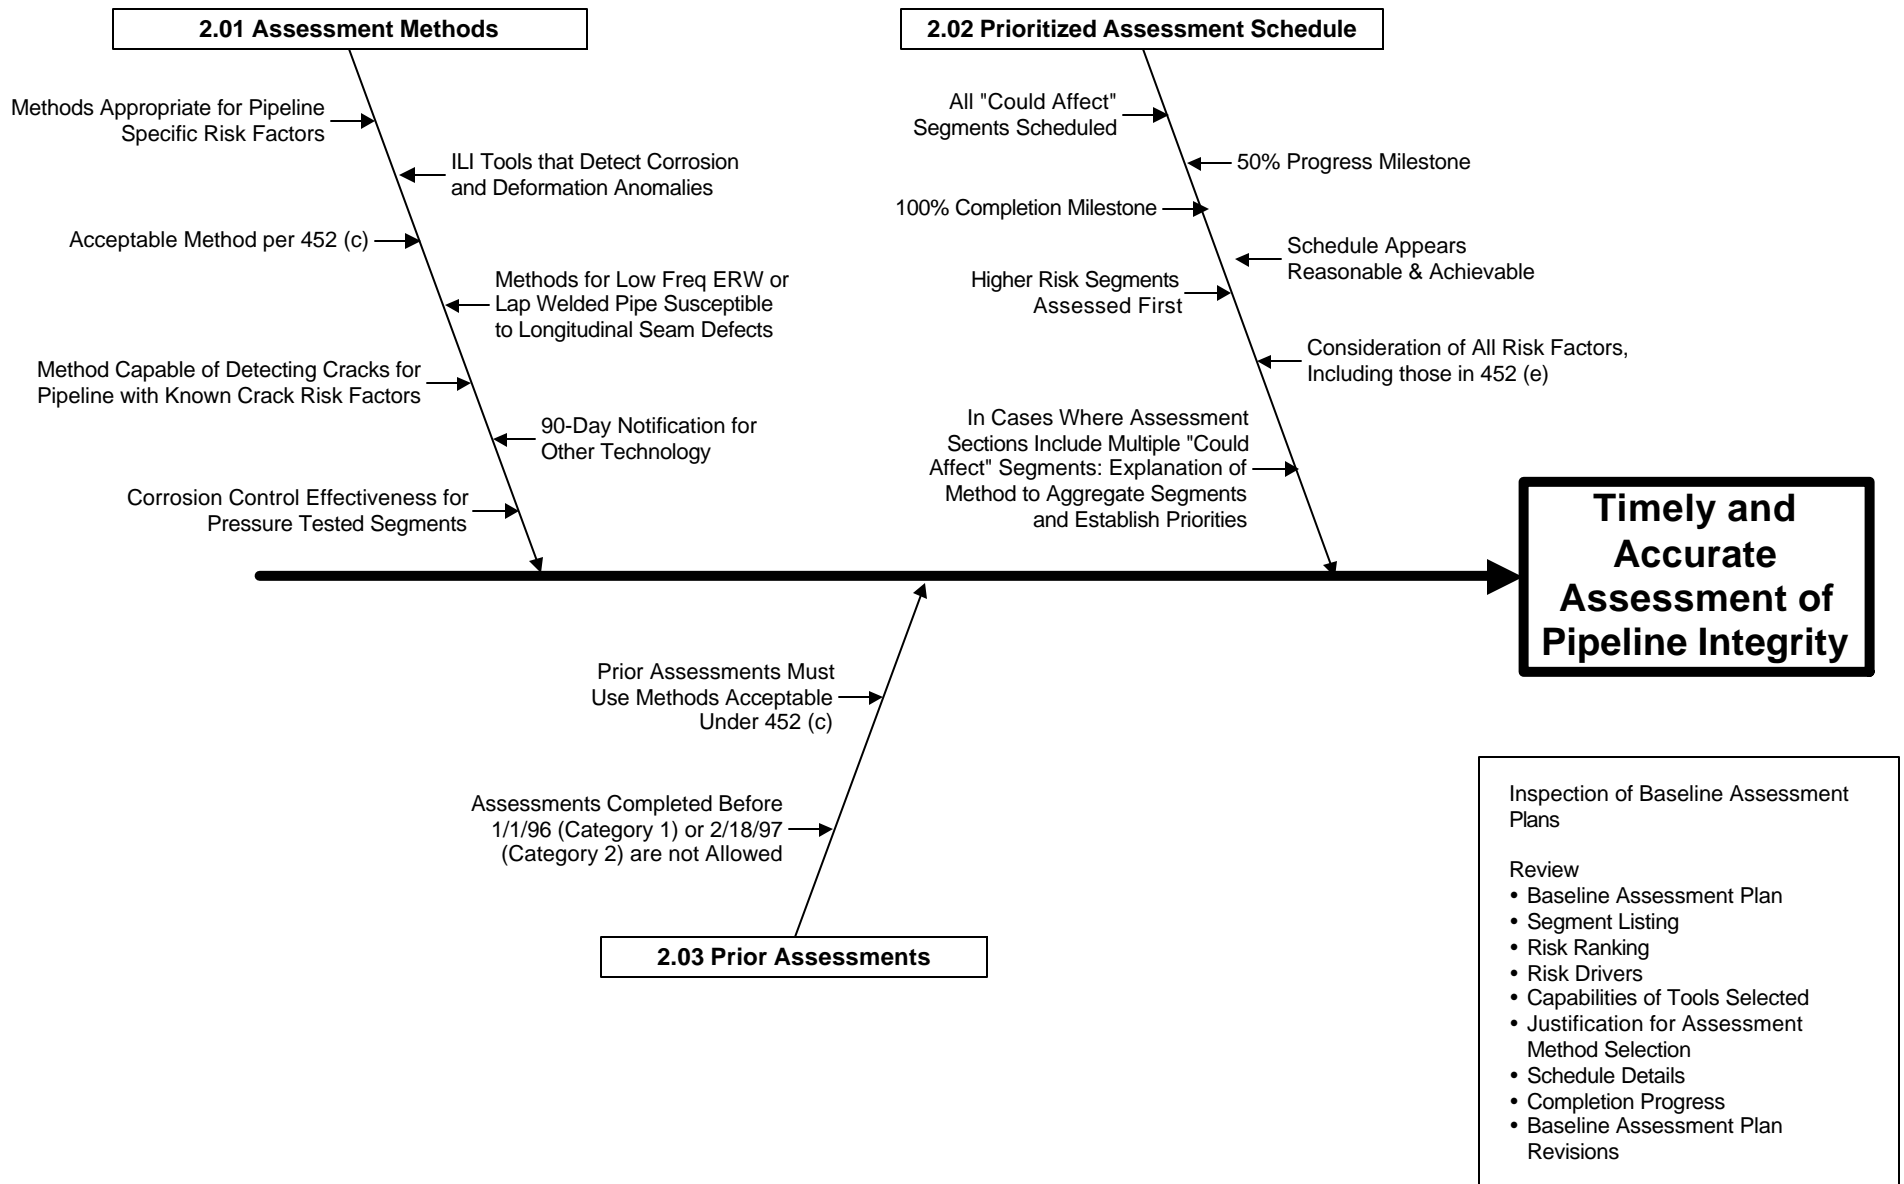 2.01 Assessment Methods
Methods Appropriate for Pipeline
Specific Risk Factors
ILI Tools that Detect Corrosion
and Deformation Anomalies
Acceptable Method per 452 (c)
Methods for Low Freq ERW or
Lap Welded Pipe Susceptible
to Longitudinal Seam Defects
Method Capable of Detecting Cracks for
Pipeline with Known Crack Risk Factors
90-Day Notification for
Other Technology
Corrosion Control Effectiveness for
Pressure Tested Segments
2.02 Prioritized Assessment Schedule
All "Could Affect"
Segments Scheduled
50% Progress Milestone
100% Completion Milestone
Schedule Appears
Reasonable & Achievable
Higher Risk Segments
Assessed First
Consideration of All Risk Factors,
Including those in 452 (e)
In Cases Where Assessment
Sections Include Multiple "Could
Affect" Segments: Explanation of
Method to Aggregate Segments
and Establish Priorities
Timely and
Accurate
Assessment of
Pipeline Integrity
Prior Assessments Must
Use Methods Acceptable
Under 452 (c)
Assessments Completed Before
1/1/96 (Category 1) or 2/18/97
(Category 2) are not Allowed
2.03 Prior Assessments
Inspection of Baseline Assessment
Plans
Review
• Baseline Assessment Plan
• Segment Listing
• Risk Ranking
• Risk Drivers
• Capabilities of Tools Selected
• Justification for Assessment
Method Selection
• Schedule Details
• Completion Progress
• Baseline Assessment Plan
Revisions